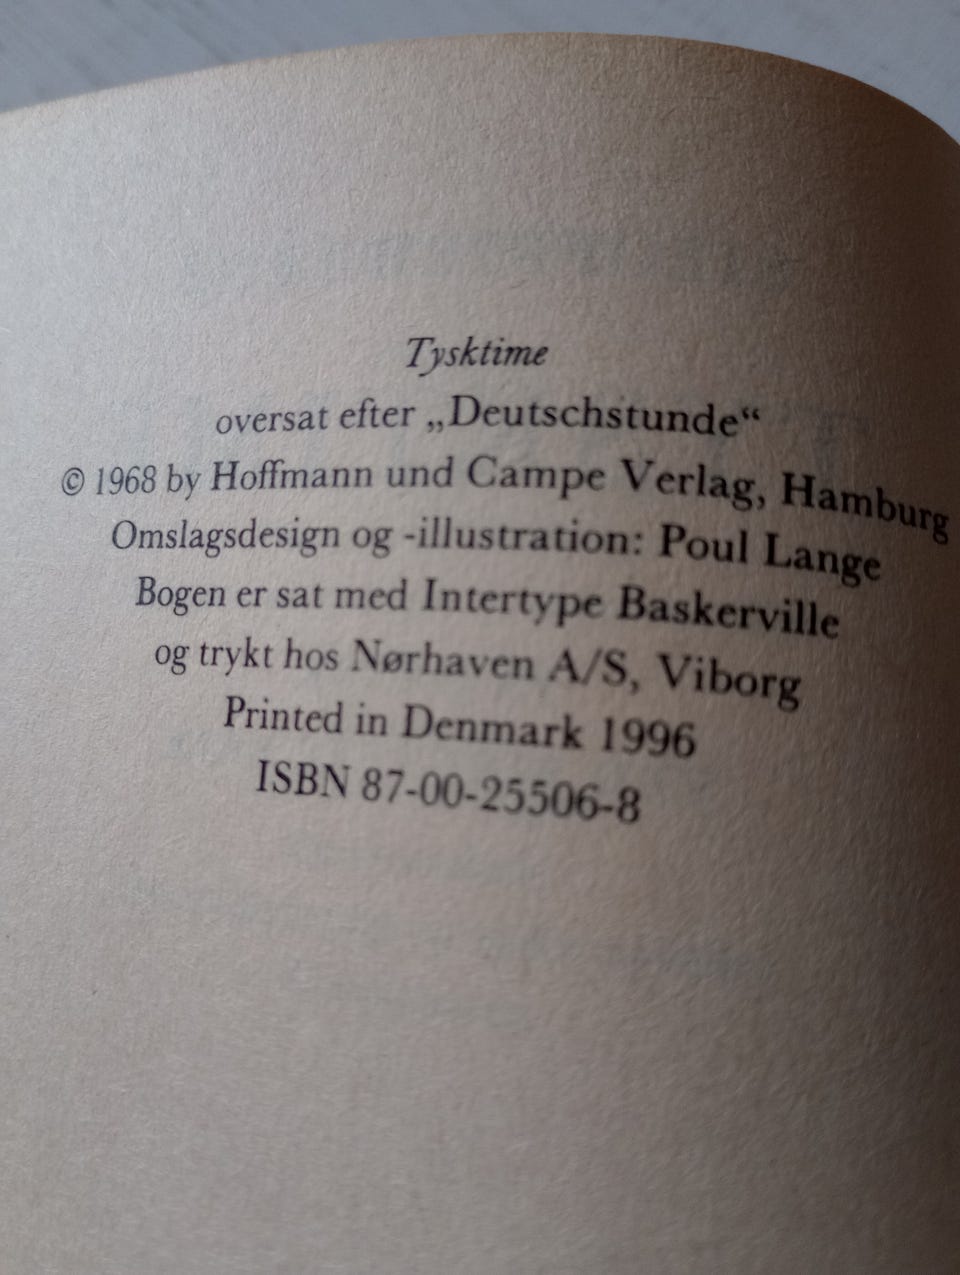 Tysktime
oversat efter „Deutschstunde“
© 1968 by Hoffmann und Campe Verlag, Hamburg
Omslagsdesign og -illustration: Poul Lange
Bogen er sat med Intertype Baskerville
og trykt hos Nørhaven A/S, Viborg
Printed in Denmark 1996
ISBN 87-00-25506-8